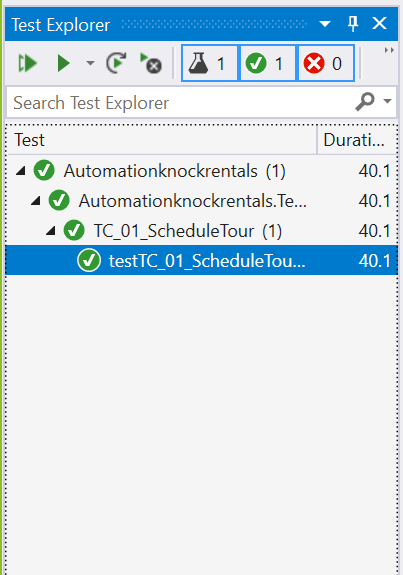 Test Explorer
1 1 0
Search Test Explorer
Test Durati...
Automationknockrentals (1) 40.1
Automationknockrentals.Te... 40.1
TC_01_ScheduleTour (1) 40.1
testTC_01_ScheduleTou... 40.1